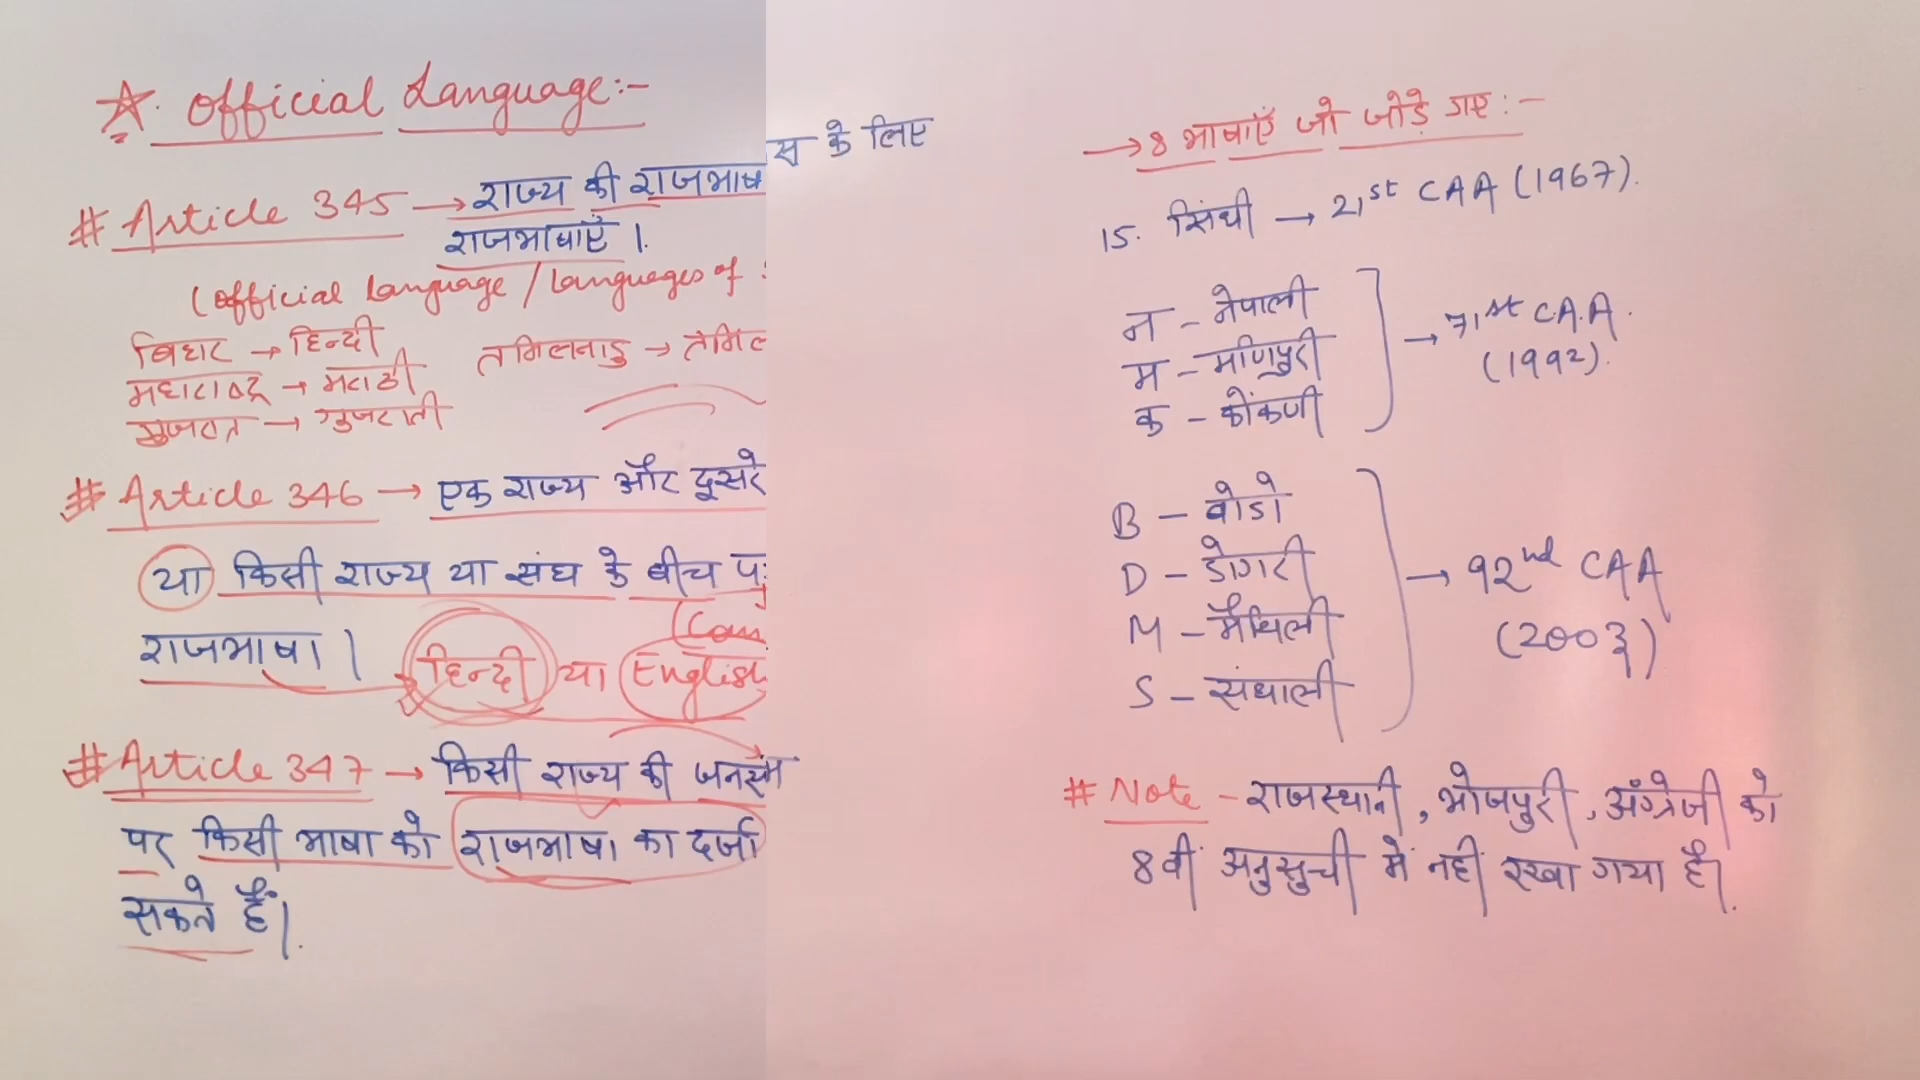 ☆. Official Language:-
# Article 345 → राज्य की राजभाष
राजभाषाएँ ।
(Official Language / Languages of
बिहार → हिन्दी
तमिलनाडु → तमिल
महाराष्ट्र → मराठी
गुजरात → गुजराती
# Article 346 → एक राज्य और दूसरे
या किसी राज्य या संघ के बीच
राजभाषा । हिन्दी या English
# Article 347 → किसी राज्य की
पर किसी भाषा को राजभाषा का दर्जा
सकते हैं।
स के लिए
→ 8 भाषाएँ जो जोड़े गए :-
15. सिंधी → 21st CAA (1967).
न - नेपाली
म - मणिपुरी
क - कोंकणी
→ 71st C.A.A.
(1992).
B - बोडो
D - डोगरी
M - मैथिली
S - संथाली
→ 92nd CAA
(2003)
# Note - राजस्थानी, भोजपुरी, अँग्रेजी को
8 वीं अनुसुची में नहीं रखा गया है।